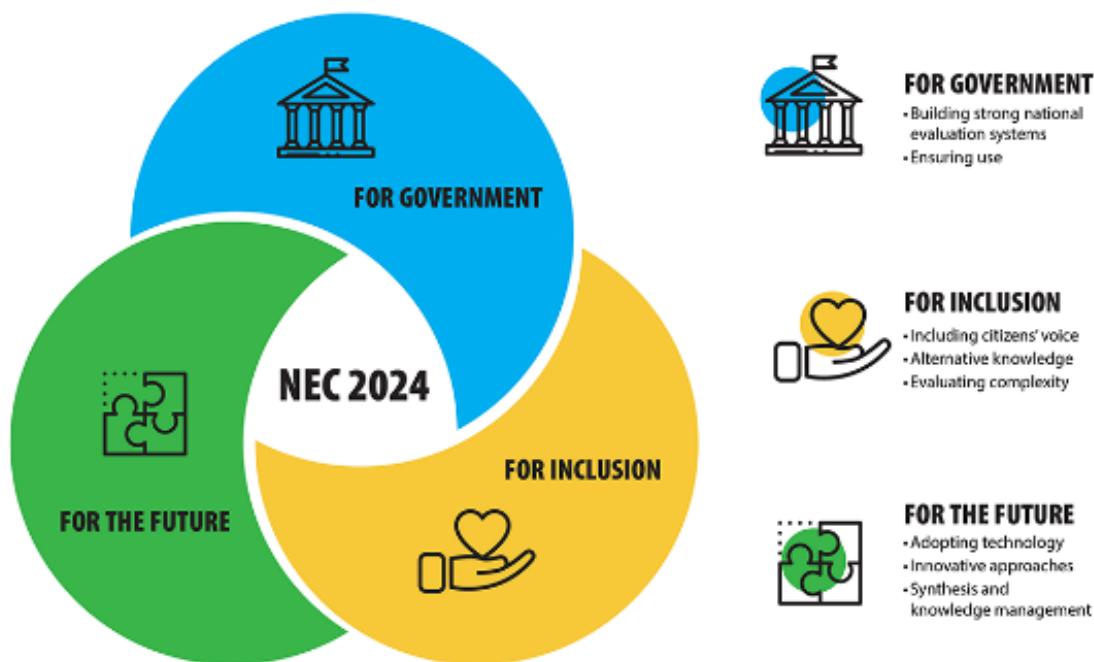 FOR GOVERNMENT
NEC 2024
FOR INCLUSION
FOR THE FUTURE
FOR GOVERNMENT
• Building strong national
evaluation systems
• Ensuring use
FOR INCLUSION
• Including citizens' voice
• Alternative knowledge
• Evaluating complexity
FOR THE FUTURE
• Adopting technology
• Innovative approaches
• Synthesis and
knowledge management